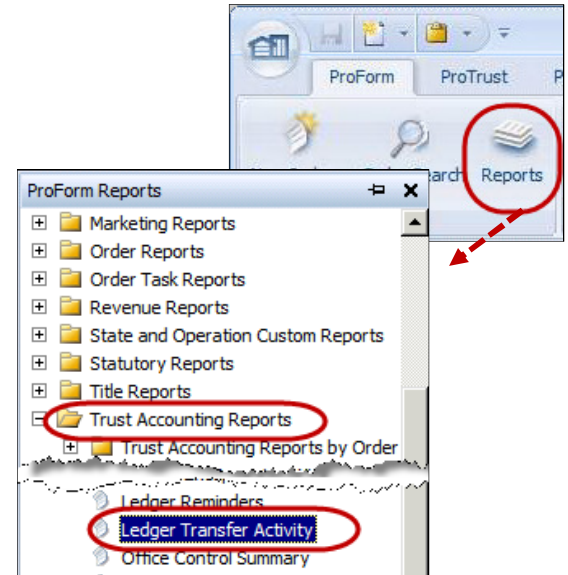 ProForm ProTrust P
Search Reports
ProForm Reports
Marketing Reports
Order Reports
Order Task Reports
Revenue Reports
State and Operation Custom Reports
Statutory Reports
Title Reports
Trust Accounting Reports
Trust Accounting Reports by Order
Ledger Reminders
Ledger Transfer Activity
Office Control Summary